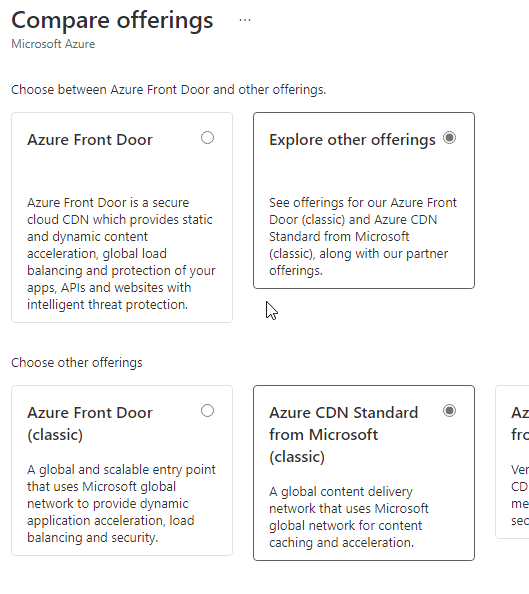 Compare offerings ...
Microsoft Azure
Choose between Azure Front Door and other offerings.
Azure Front Door
Azure Front Door is a secure
cloud CDN which provides static
and dynamic content
acceleration, global load
balancing and protection of your
apps, APIs and websites with
intelligent threat protection.
Explore other offerings
See offerings for our Azure Front
Door (classic) and Azure CDN
Standard from Microsoft
(classic), along with our partner
offerings.
Choose other offerings
Azure Front Door
(classic)
A global and scalable entry point
that uses Microsoft global
network to provide dynamic
application acceleration, load
balancing and security.
Azure CDN Standard
from Microsoft
(classic)
A global content delivery
network that uses Microsoft
global network for content
caching and acceleration.
Az
fro
Ver
CD
me
sec